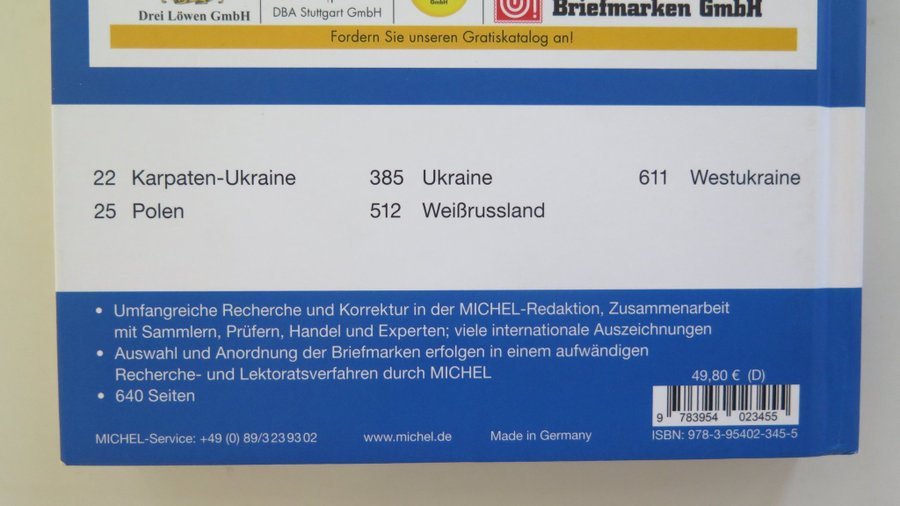 Drei Löwen GmbH
DBA Stuttgart GmbH
GmbH
Briefmarken GmbH
Fordern Sie unseren Gratiskatalog an!
22 Karpaten-Ukraine 385 Ukraine 611 Westukraine
25 Polen 512 Weißrussland
• Umfangreiche Recherche und Korrektur in der MICHEL-Redaktion, Zusammenarbeit
mit Sammlern, Prüfern, Handel und Experten; viele internationale Auszeichnungen
• Auswahl und Anordnung der Briefmarken erfolgen in einem aufwändigen
Recherche- und Lektoratsverfahren durch MICHEL
• 640 Seiten
49,80 € (D)
9 783954 023455
MICHEL-Service: +49 (0) 89/3 23 93 02 www.michel.de Made in Germany ISBN: 978-3-95402-345-5